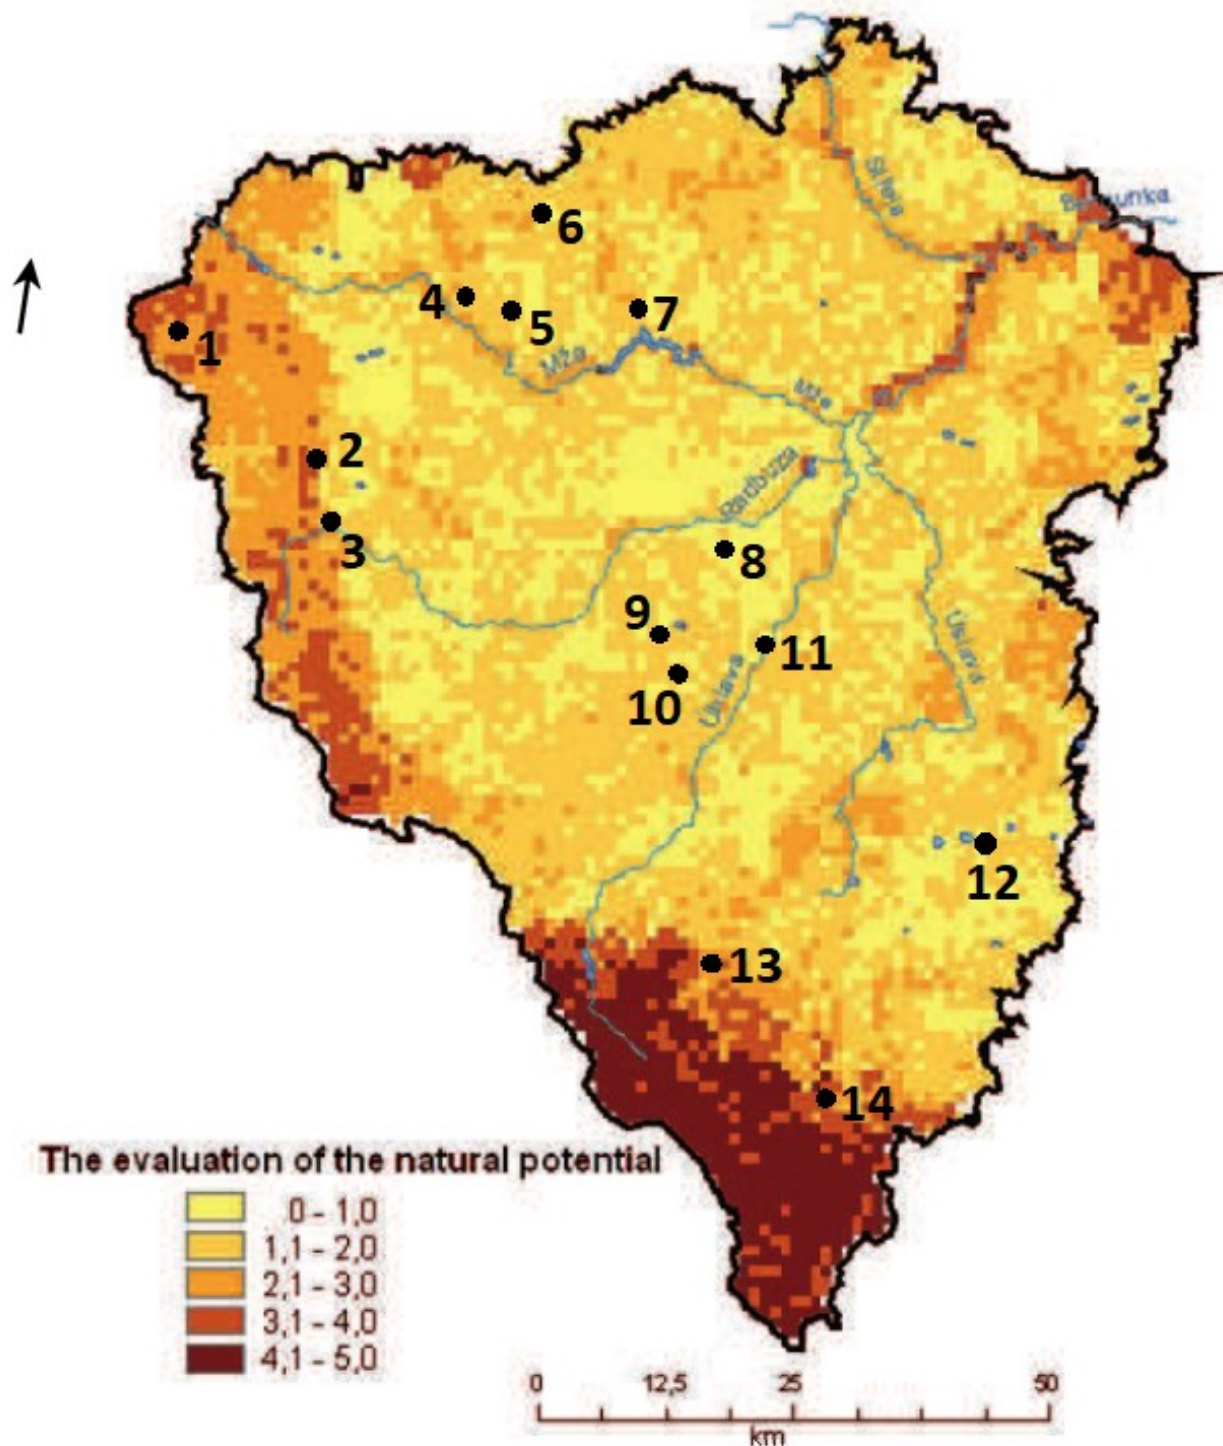 Střela
Berounka
6
4
5
7
1
Mže
Mže
2
Radbuza
3
8
9
11
Úslava
10
Úhlava
12
13
14
The evaluation of the natural potential
0 - 1,0
1,1 - 2,0
2,1 - 3,0
3,1 - 4,0
4,1 - 5,0
0 12,5 25 50
km